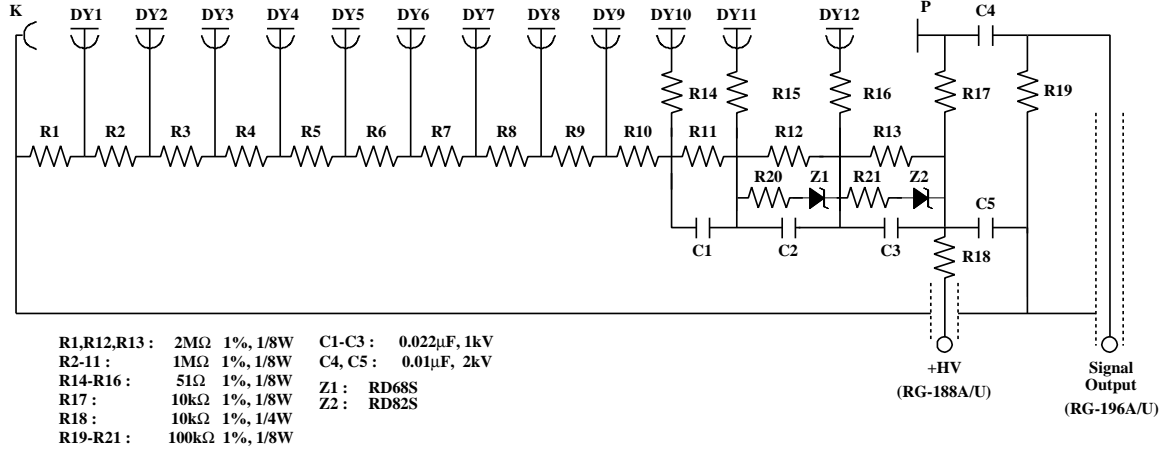 K DY1 DY2 DY3 DY4 DY5 DY6 DY7 DY8 DY9 DY10 DY11 DY12 P C4
R14 R15 R16 R17 R19
R1 R2 R3 R4 R5 R6 R7 R8 R9 R10 R11 R12 R13
R20 Z1 R21 Z2
C5
C1 C2 C3 R18
R1,R12,R13 : 2MΩ 1%, 1/8W
R2-11 : 1MΩ 1%, 1/8W
R14-R16 : 51Ω 1%, 1/8W
R17 : 10kΩ 1%, 1/8W
R18 : 10kΩ 1%, 1/4W
R19-R21 : 100kΩ 1%, 1/8W
C1-C3 : 0.022μF, 1kV
C4, C5 : 0.01μF, 2kV
Z1 : RD68S
Z2 : RD82S
+HV
(RG-188A/U)
Signal
Output
(RG-196A/U)